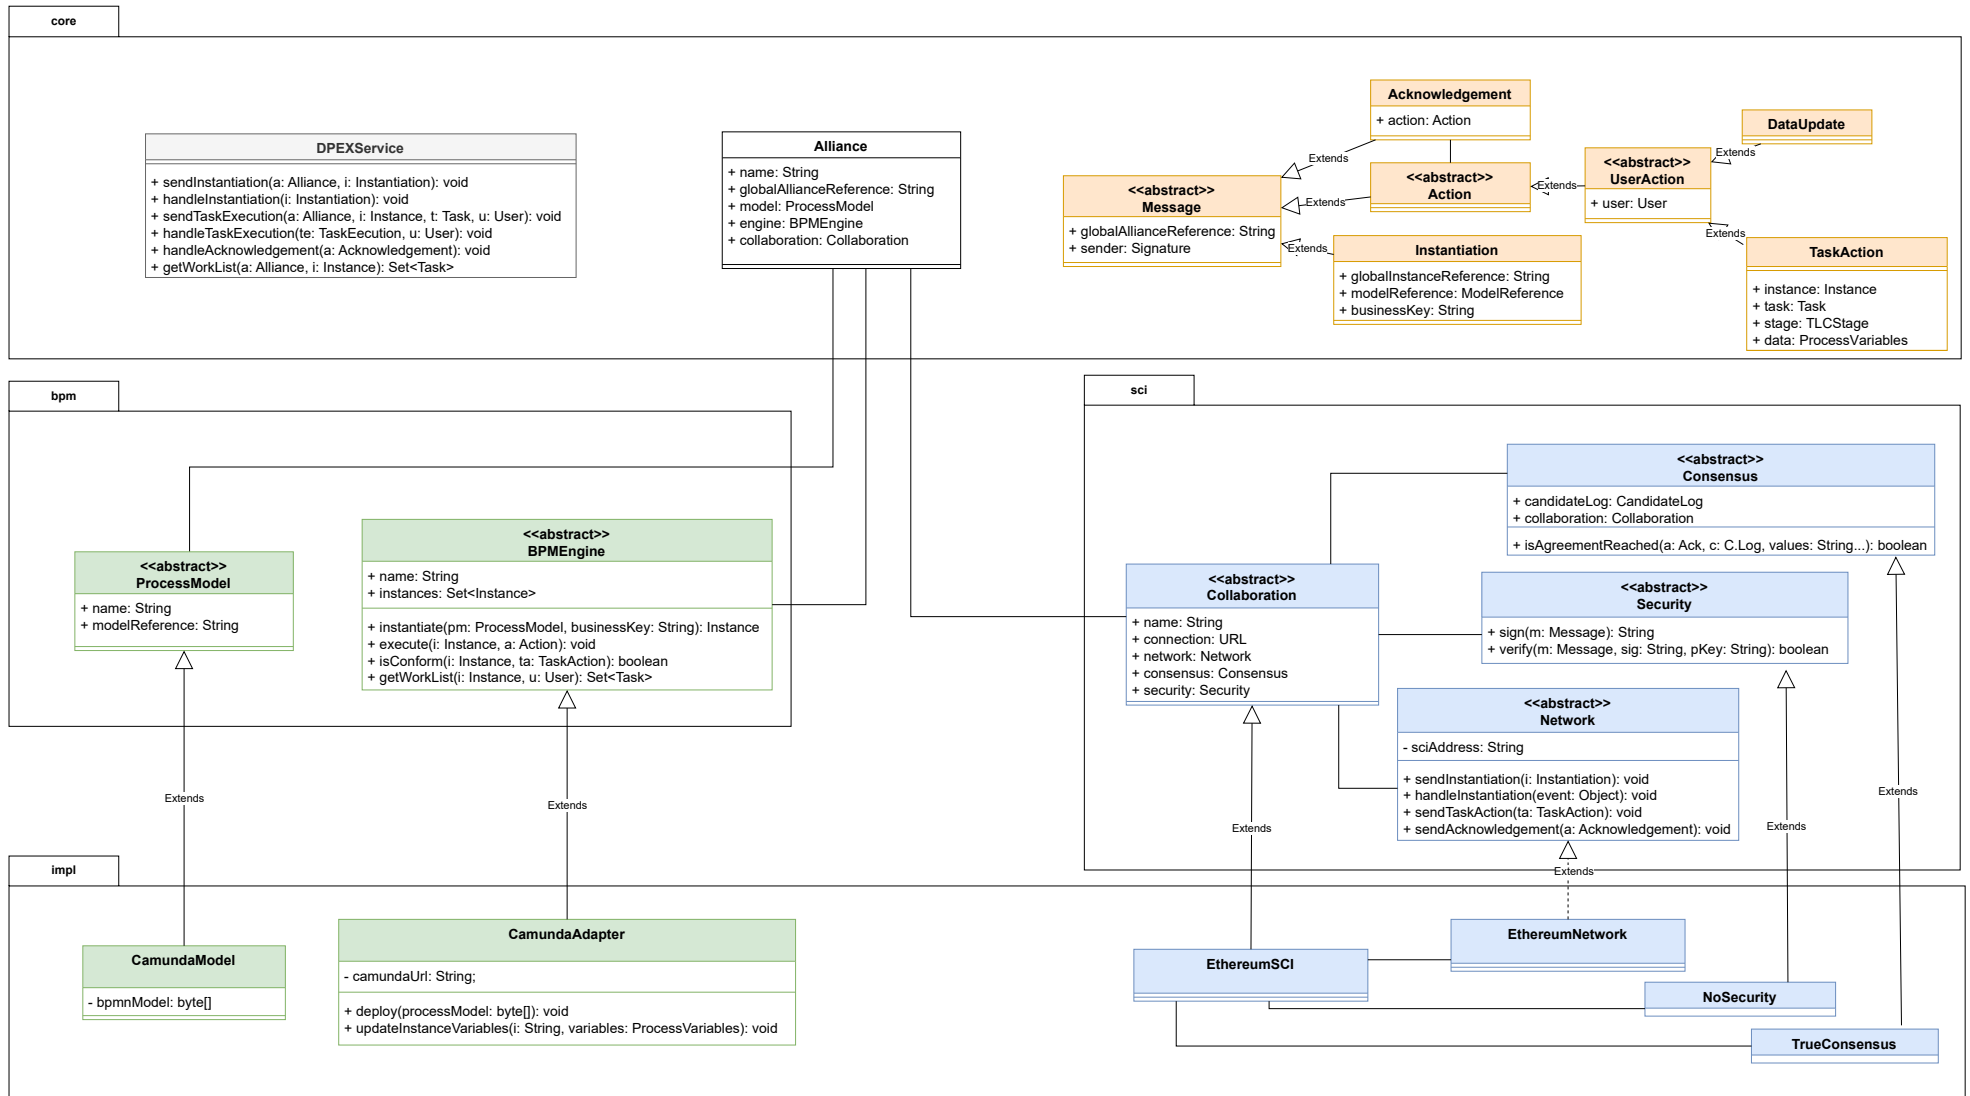 core
DPEXService
+ sendInstantiation(a: Alliance, i: Instantiation): void
+ handleInstantiation(i: Instantiation): void
+ sendTaskExecution(a: Alliance, i: Instance, t: Task, u: User): void
+ handleTaskExecution(te: TaskEecution, u: User): void
+ handleAcknowledgement(a: Acknowledgement): void
+ getWorkList(a: Alliance, i: Instance): Set<Task>
Alliance
+ name: String
+ globalAllianceReference: String
+ model: ProcessModel
+ engine: BPMEngine
+ collaboration: Collaboration
<<abstract>>
Message
+ globalAllianceReference: String
+ sender: Signature
Extends
Extends
Extends
Acknowledgement
+ action: Action
<<abstract>>
Action
Instantiation
+ globalInstanceReference: String
+ modelReference: ModelReference
+ businessKey: String
Extends
<<abstract>>
UserAction
+ user: User
Extends
Extends
DataUpdate
TaskAction
+ instance: Instance
+ task: Task
+ stage: TLCStage
+ data: ProcessVariables
bpm
<<abstract>>
ProcessModel
+ name: String
+ modelReference: String
<<abstract>>
BPMEngine
+ name: String
+ instances: Set<Instance>
+ instantiate(pm: ProcessModel, businessKey: String): Instance
+ execute(i: Instance, a: Action): void
+ isConform(i: Instance, ta: TaskAction): boolean
+ getWorkList(i: Instance, u: User): Set<Task>
Extends
Extends
sci
<<abstract>>
Consensus
+ candidateLog: CandidateLog
+ collaboration: Collaboration
+ isAgreementReached(a: Ack, c: C.Log, values: String...): boolean
<<abstract>>
Collaboration
+ name: String
+ connection: URL
+ network: Network
+ consensus: Consensus
+ security: Security
<<abstract>>
Security
+ sign(m: Message): String
+ verify(m: Message, sig: String, pKey: String): boolean
<<abstract>>
Network
- sciAddress: String
+ sendInstantiation(i: Instantiation): void
+ handleInstantiation(event: Object): void
+ sendTaskAction(ta: TaskAction): void
+ sendAcknowledgement(a: Acknowledgement): void
Extends
Extends
Extends
Extends
impl
CamundaModel
- bpmnModel: byte[]
CamundaAdapter
- camundaUrl: String;
+ deploy(processModel: byte[]): void
+ updateInstanceVariables(i: String, variables: ProcessVariables): void
EthereumSCI
EthereumNetwork
NoSecurity
TrueConsensus